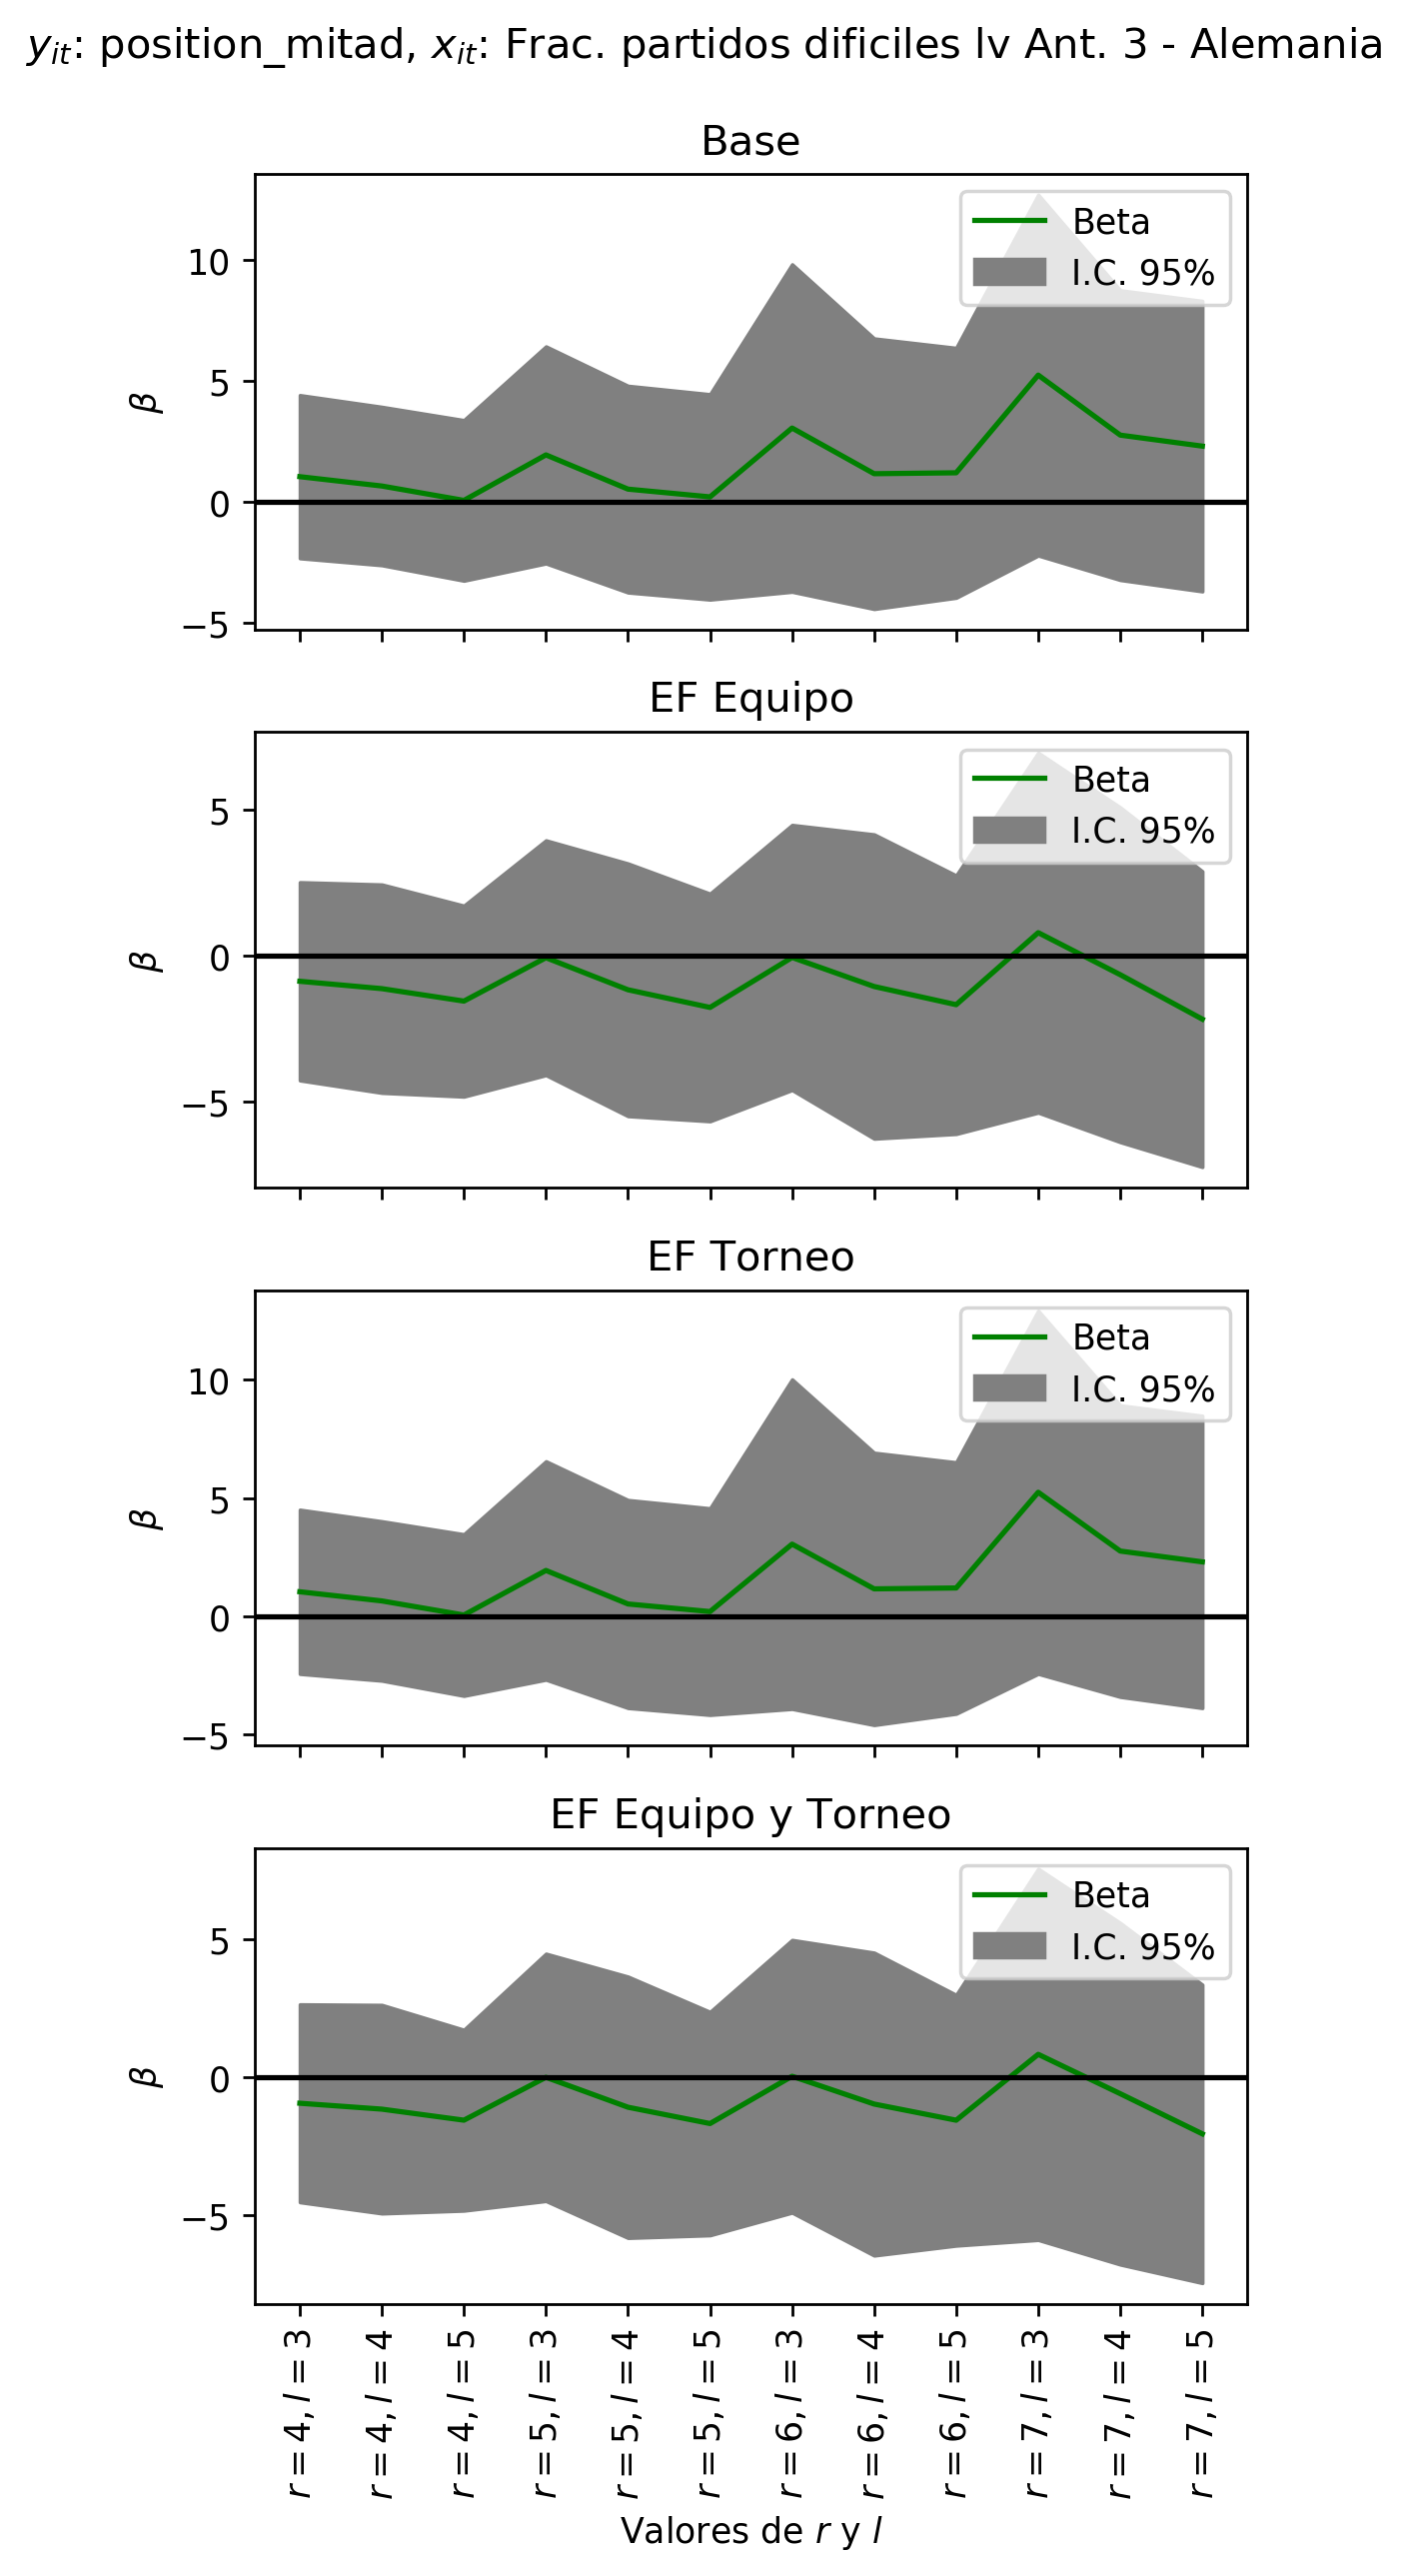 y_it: position_mitad, x_it: Frac. partidos dificiles lv Ant. 3 - Alemania
Base
Beta
I.C. 95%
β
10
5
0
−5
EF Equipo
Beta
I.C. 95%
β
5
0
−5
EF Torneo
Beta
I.C. 95%
β
10
5
0
−5
EF Equipo y Torneo
Beta
I.C. 95%
β
5
0
−5
r = 4, l = 3
r = 4, l = 4
r = 4, l = 5
r = 5, l = 3
r = 5, l = 4
r = 5, l = 5
r = 6, l = 3
r = 6, l = 4
r = 6, l = 5
r = 7, l = 3
r = 7, l = 4
r = 7, l = 5
Valores de r y l